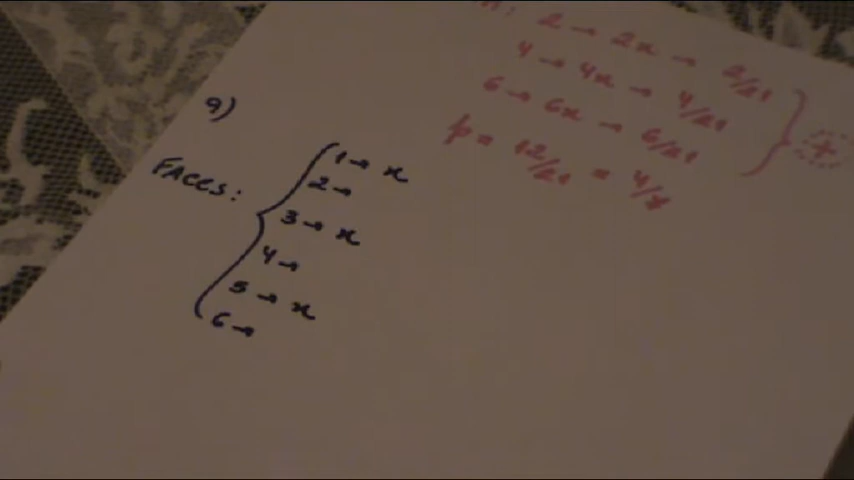 2 → 2x → 2/21
4 → 4x → 4/21
6 → 6x → 6/21
+
p = 12/21 = 4/7
9)
FACES:
1 → x
2 →
3 → x
4 →
5 → x
6 →